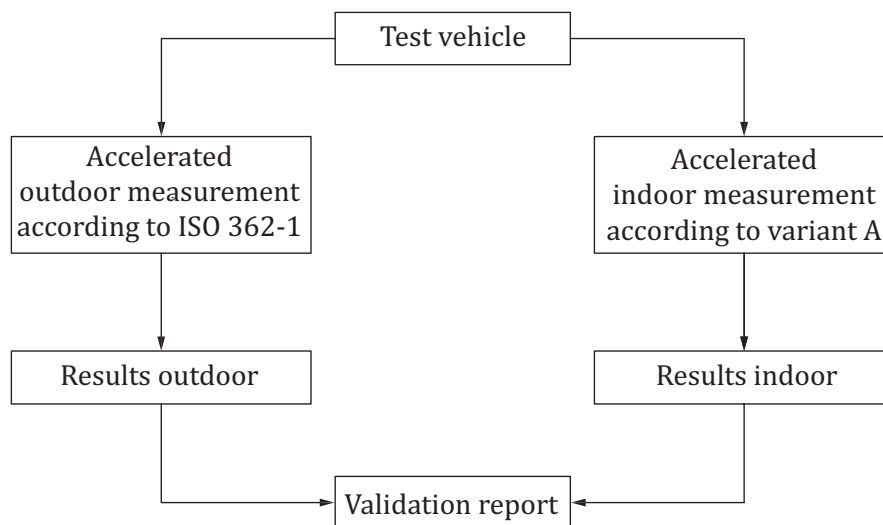 Test vehicle
Accelerated
outdoor measurement
according to ISO 362-1
Accelerated
indoor measurement
according to variant A
Results outdoor
Results indoor
Validation report